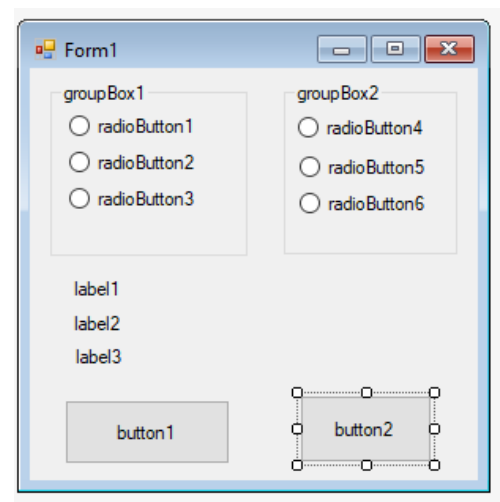 Form1
groupBox1
radioButton1
radioButton2
radioButton3
groupBox2
radioButton4
radioButton5
radioButton6
label1
label2
label3
button1
button2